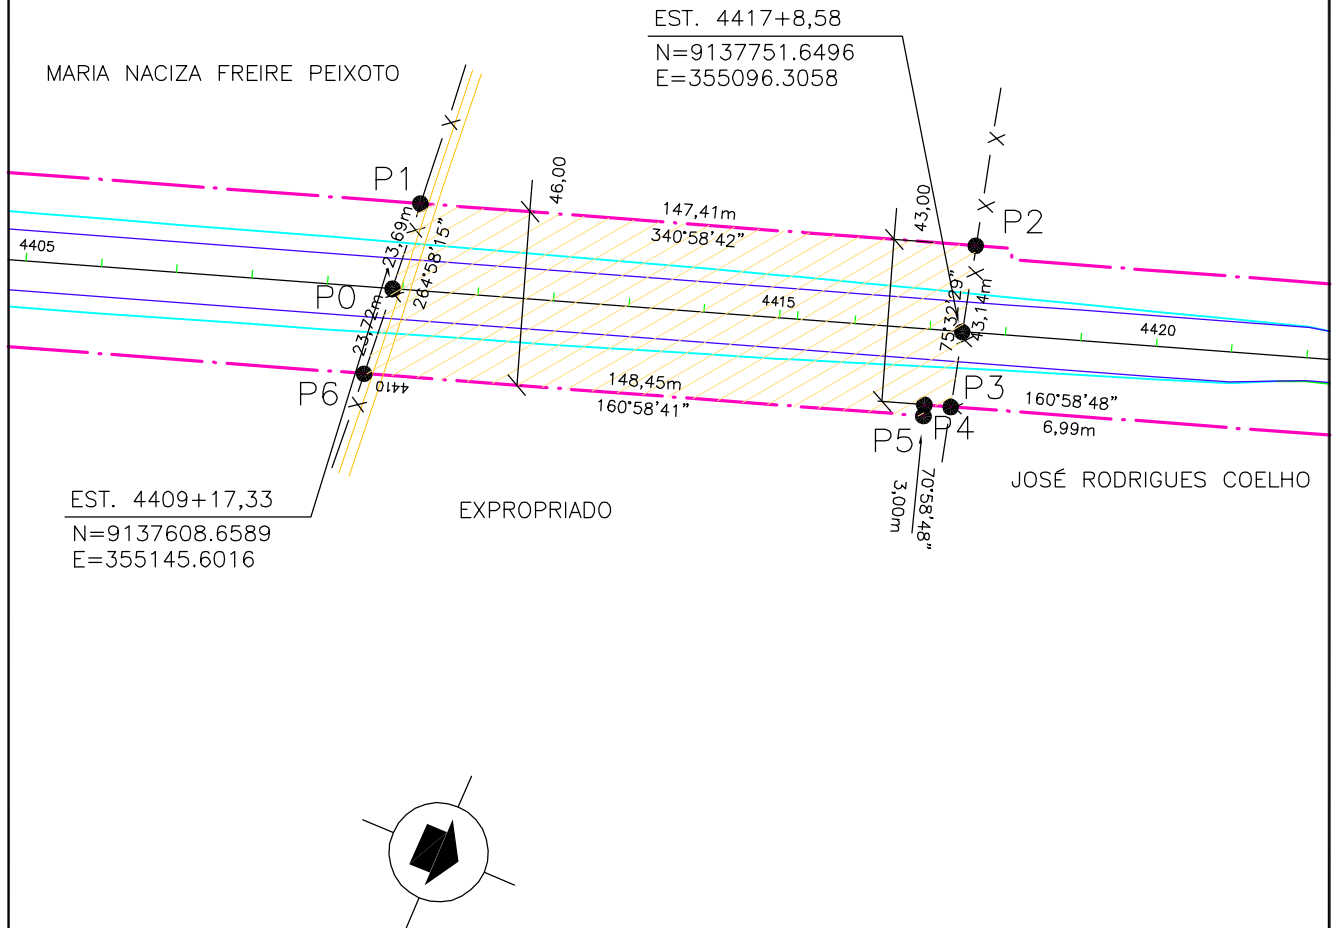 EST. 4417+8,58
N=9137751.6496
E=355096.3058
MARIA NACIZA FREIRE PEIXOTO
X
X
46,00
P1
43,00
X
147,41m
340°58'42"
P2
23,69m
X
264°58'15"
4405
X
P0
X
4415
75°32'29"
43,14m
X
4420
23,72m
P6
4410
X
148,45m
160°58'41"
P3
160°58'48"
6,99m
P5
P4
70°58'48"
3,00m
JOSÉ RODRIGUES COELHO
EST. 4409+17,33
N=9137608.6589
E=355145.6016
EXPROPRIADO